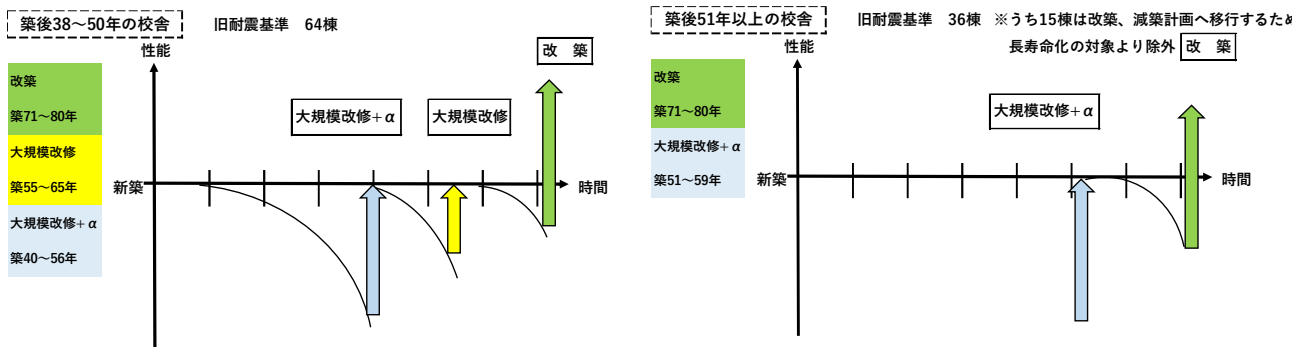 築後38～50年の校舎
旧耐震基準　64棟
性能
改　築
改築
築71～80年
大規模改修
築55～65年
大規模改修+α
築40～56年
大規模改修+α
大規模改修
新築
時間
築後51年以上の校舎
旧耐震基準　36棟　※うち15棟は改築、減築計画へ移行するため
長寿命化の対象より除外
改　築
性能
改築
築71～80年
大規模改修+α
築51～59年
大規模改修+α
新築
時間